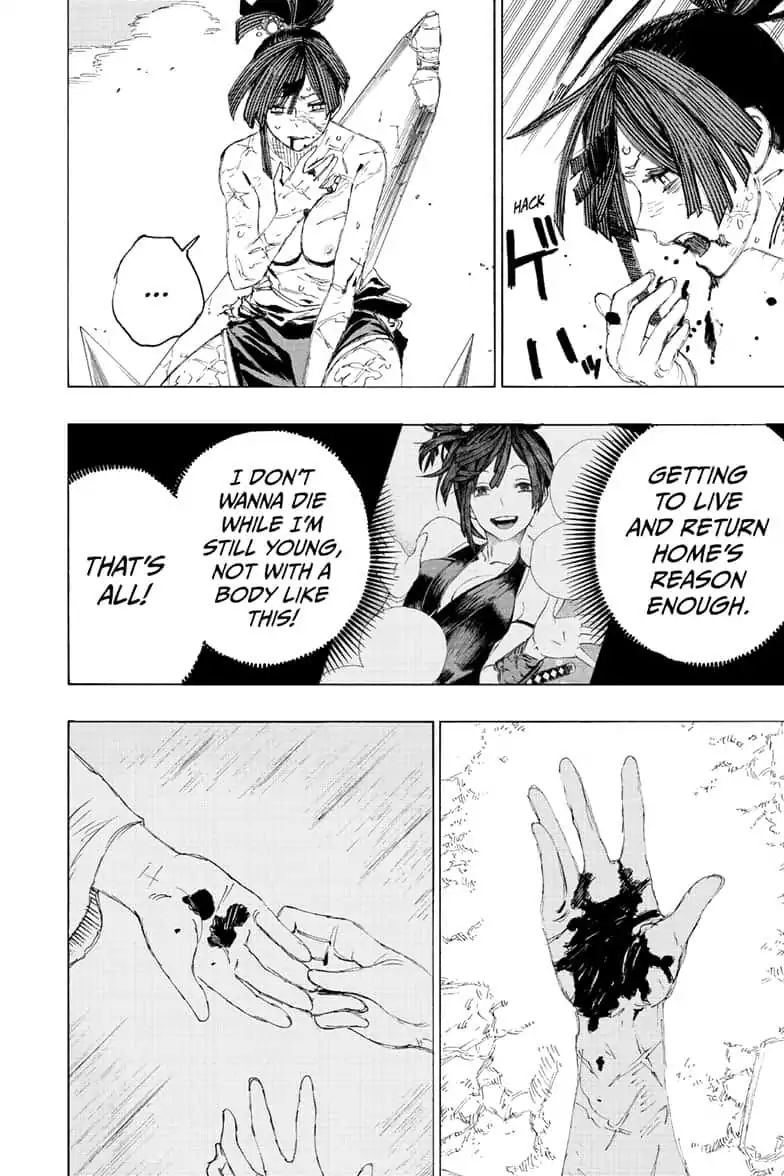 HACK
ゲ
ハッ
...
GETTING
TO LIVE
AND RETURN
HOME'S
REASON
ENOUGH.
I DON'T
WANNA DIE
WHILE I'M
STILL YOUNG,
NOT WITH A
BODY LIKE
THIS!
THAT'S
ALL!